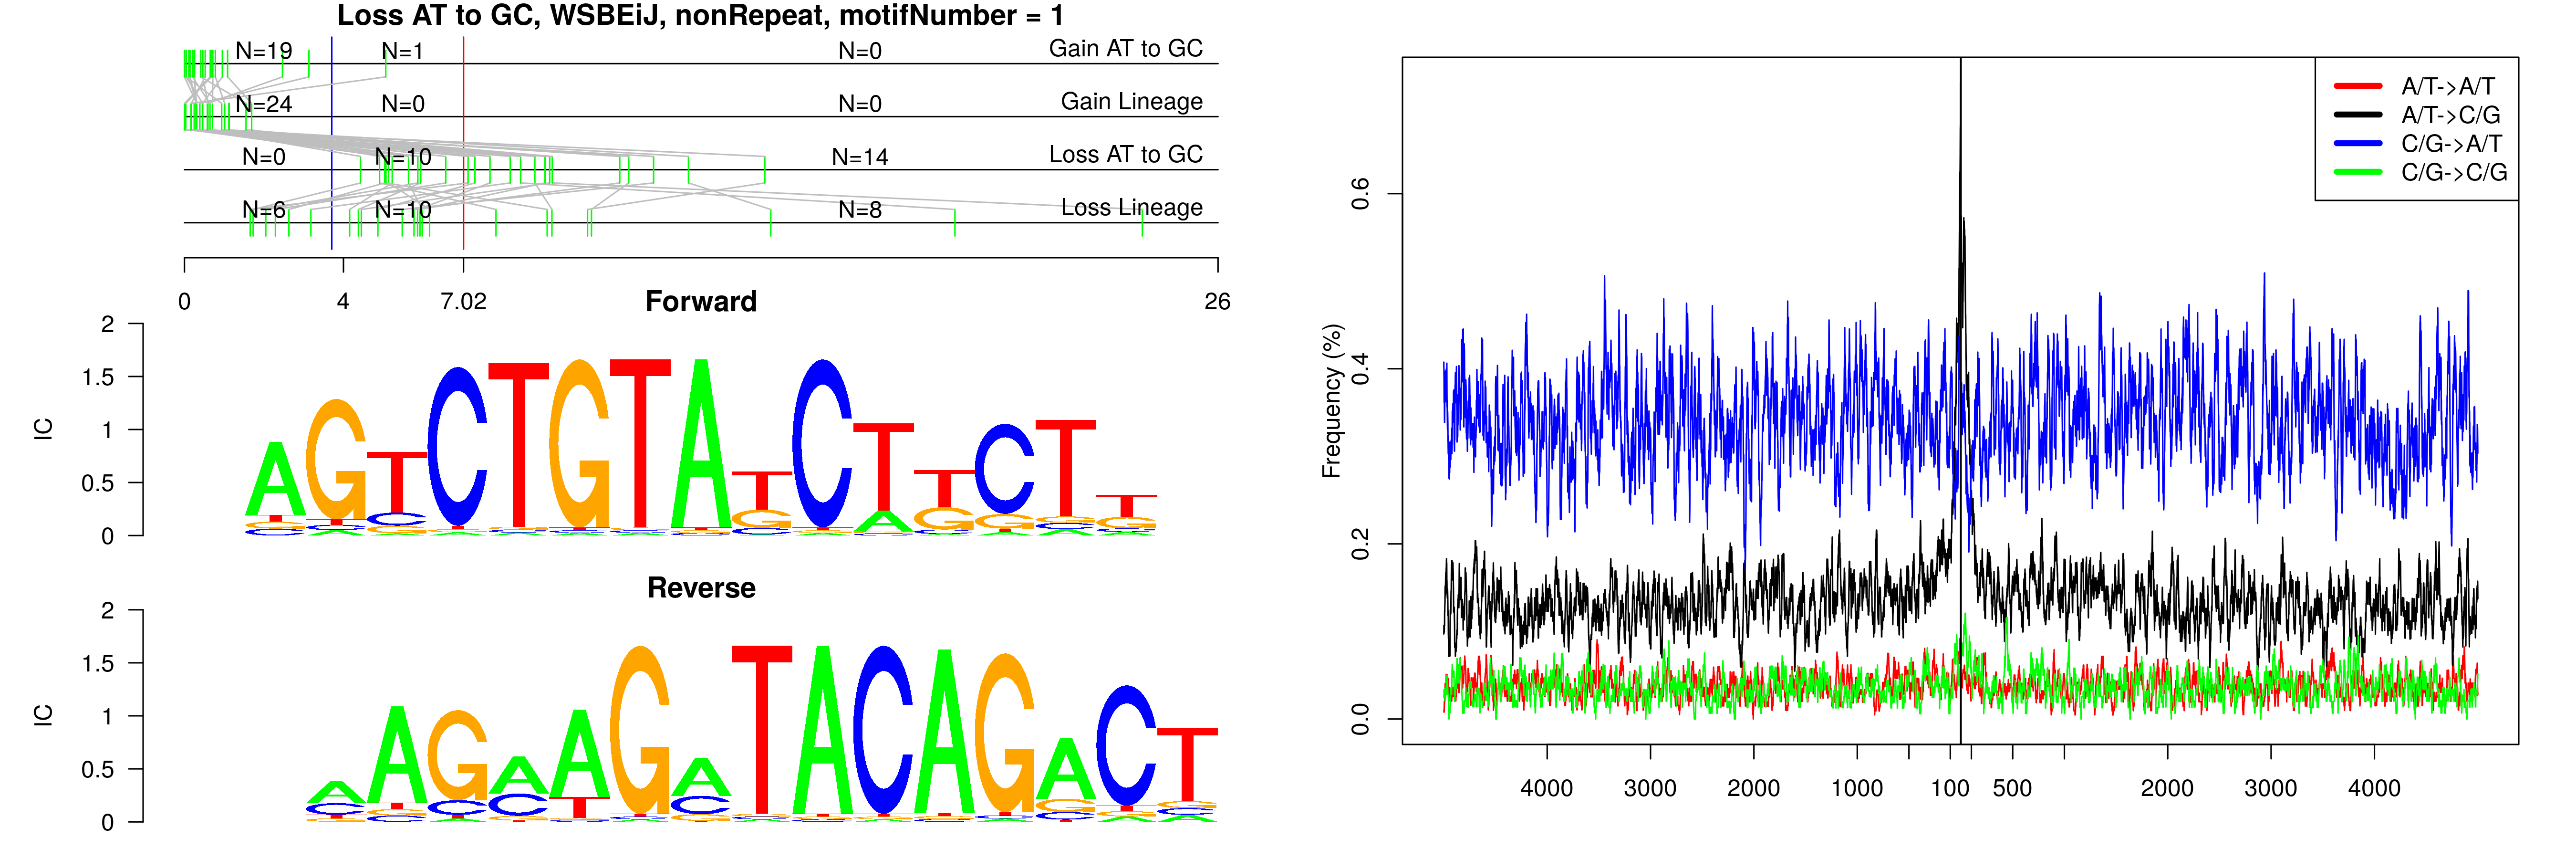 Loss AT to GC, WSBEiJ, nonRepeat, motifNumber = 1
N=19 N=1 N=0 Gain AT to GC
N=24 N=0 N=0 Gain Lineage
N=0 N=10 N=14 Loss AT to GC
N=6 N=10 N=8 Loss Lineage
0 4 7.02 26
Forward
IC
2
1.5
1
0.5
0
AGTCTGTATCTTCTT
Reverse
IC
2
1.5
1
0.5
0
AAGAAGATACAGACT
Frequency (%)
0.6
0.4
0.2
0.0
4000 3000 2000 1000 100 500 2000 3000 4000
A/T->A/T
A/T->C/G
C/G->A/T
C/G->C/G